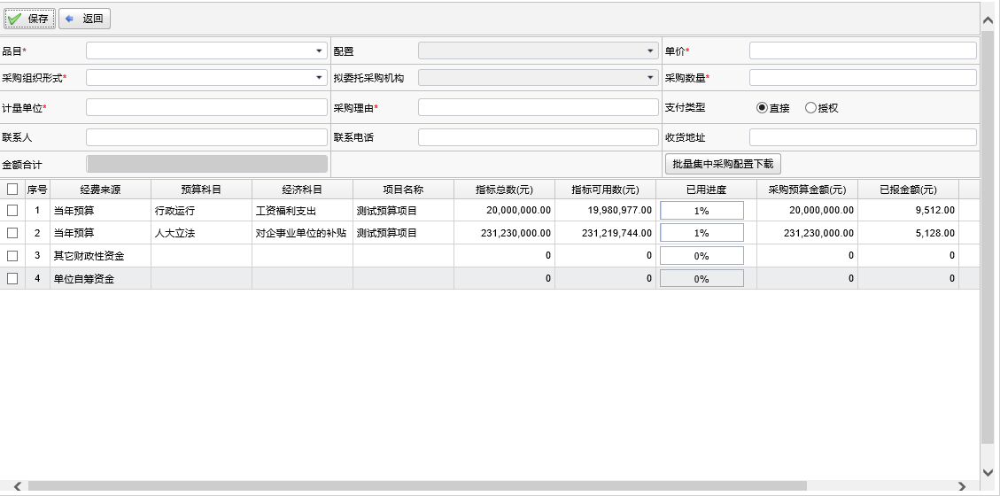 保存 返回
品目* 配置 单价*
采购组织形式* 拟委托采购机构 采购数量*
计量单位* 采购理由* 支付类型 直接 授权
联系人 联系电话 收货地址
金额合计 批量集中采购配置下载
序号 经费来源 预算科目 经济科目 项目名称 指标总数(元) 指标可用数(元) 已用进度 采购预算金额(元) 已报金额(元)
1 当年预算 行政运行 工资福利支出 测试预算项目 20,000,000.00 19,980,977.00 1% 20,000,000.00 9,512.00
2 当年预算 人大立法 对企事业单位的补贴 测试预算项目 231,230,000.00 231,219,744.00 1% 231,230,000.00 5,128.00
3 其它财政性资金 0 0 0% 0 0
4 单位自筹资金 0 0 0% 0 0